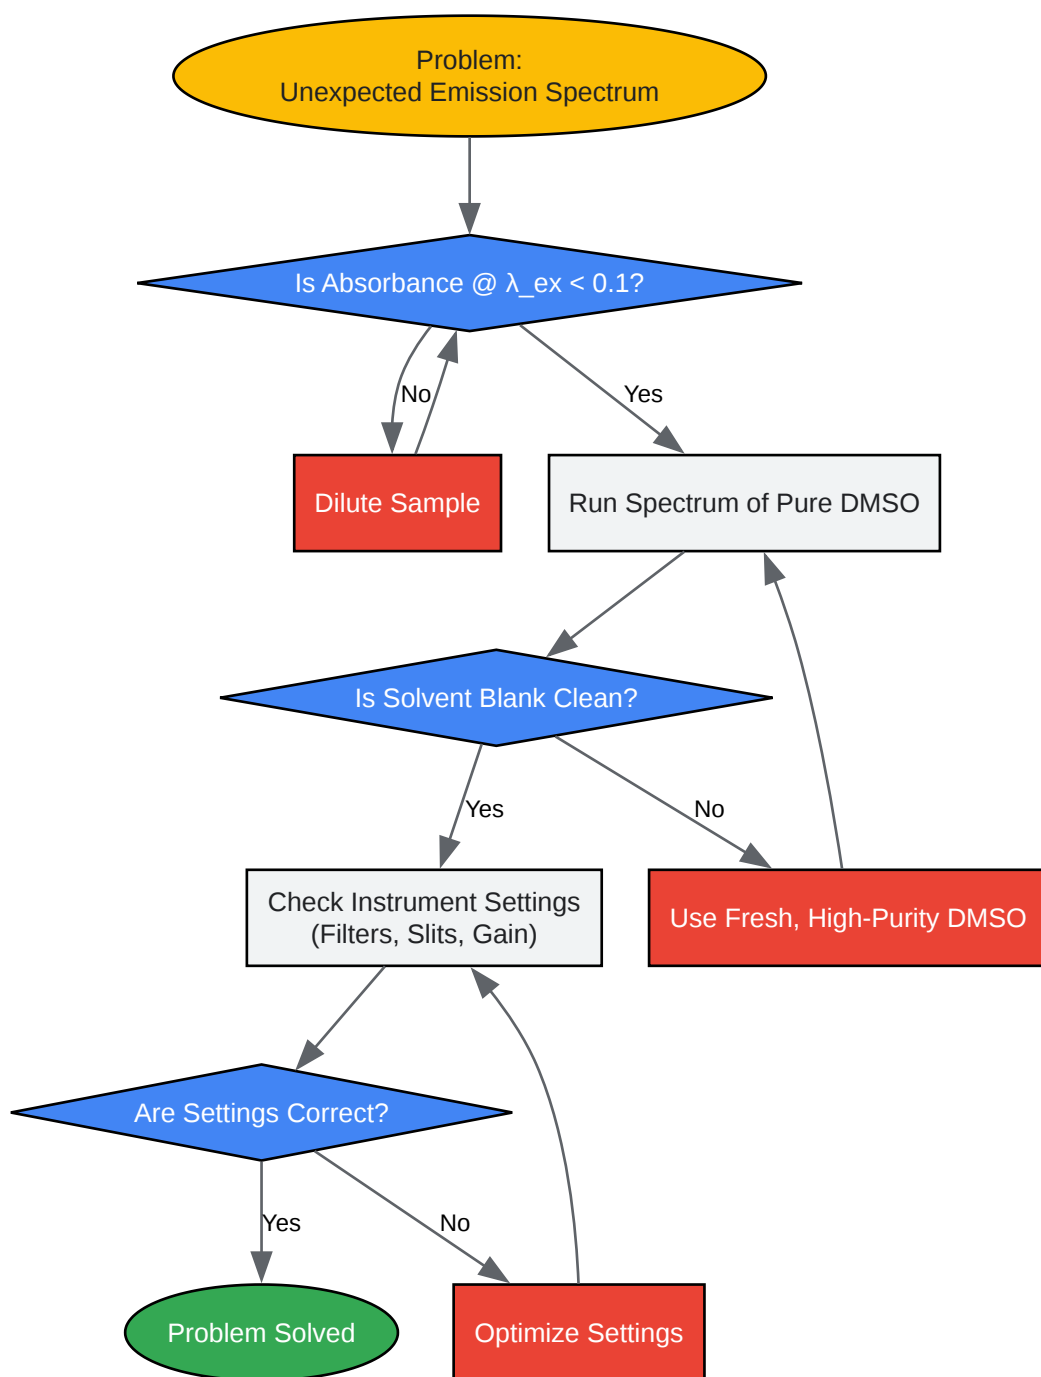 Problem:
Unexpected Emission Spectrum
Is Absorbance @ λ_ex < 0.1?
No
Yes
Dilute Sample
Run Spectrum of Pure DMSO
Is Solvent Blank Clean?
Yes
No
Check Instrument Settings
(Filters, Slits, Gain)
Use Fresh, High-Purity DMSO
Are Settings Correct?
Yes
No
Problem Solved
Optimize Settings